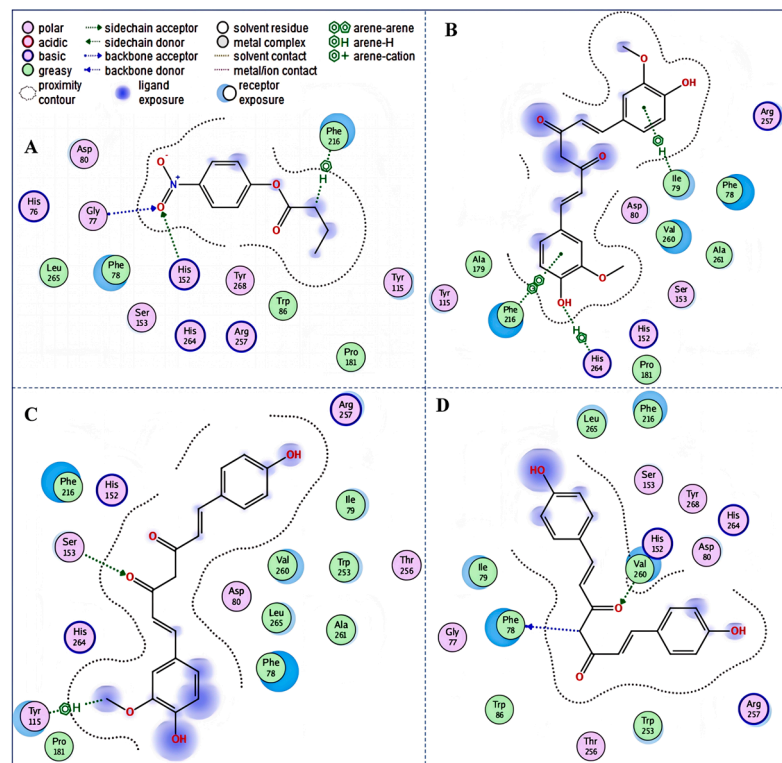 polar
acidic
basic
greasy
proximity contour
sidechain acceptor
sidechain donor
backbone acceptor
backbone donor
ligand exposure
solvent residue
metal complex
solvent contact
metal/ion contact
receptor exposure
arene-arene
H arene-H
+ arene-cation
A
Phe 216
H
H
Asp 80
O-
N+
O
O
O
His 76
Gly 77
Leu 265
Phe 78
His 152
Tyr 268
Trp 86
Tyr 115
Ser 153
His 264
Arg 257
Pro 181
B
O
OH
Arg 257
O
O
H
Ile 79
Phe 78
Asp 80
Val 260
Ala 261
Ala 179
O
Ser 153
Tyr 115
Phe 216
OH
H
His 152
His 264
Pro 181
C
Arg 257
OH
Phe 216
His 152
Ile 79
Ser 153
O
O
Val 260
Trp 253
Thr 256
Asp 80
Leu 265
Ala 261
His 264
Phe 78
Tyr 115
H
O
OH
Pro 181
D
Leu 265
Phe 216
HO
Ser 153
Tyr 268
His 264
His 152
Asp 80
Ile 79
Val 260
O
Gly 77
Phe 78
OH
O
Trp 86
Trp 253
Arg 257
Thr 256